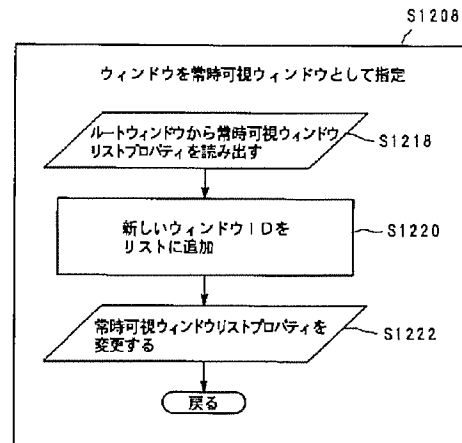 S1208
ウィンドウを常時可視ウィンドウとして指定
ルートウィンドウから常時可視ウィンドウ
リストプロパティを読み出す
S1218
新しいウィンドウIDを
リストに追加
S1220
常時可視ウィンドウリストプロパティを
変更する
S1222
戻る